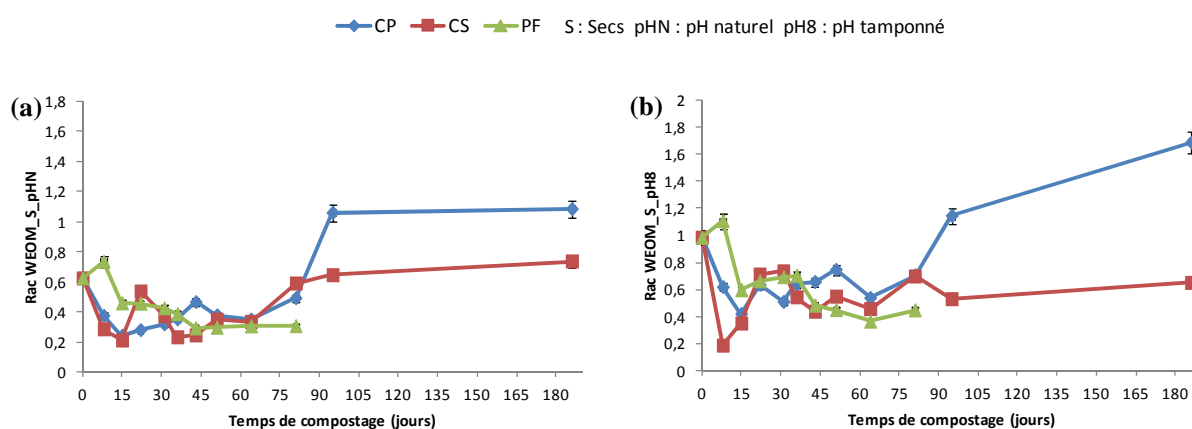 CP CS PF S : Secs pHN : pH naturel pH8 : pH tamponné
(a)
Rac WEOM_S_pHN
1,8
1,6
1,4
1,2
1
0,8
0,6
0,4
0,2
0
0 15 30 45 60 75 90 105 120 135 150 165 180
Temps de compostage (jours)
(b)
Rac WEOM_S_pH8
2
1,8
1,6
1,4
1,2
1
0,8
0,6
0,4
0,2
0
0 15 30 45 60 75 90 105 120 135 150 165 180
Temps de compostage (jours)